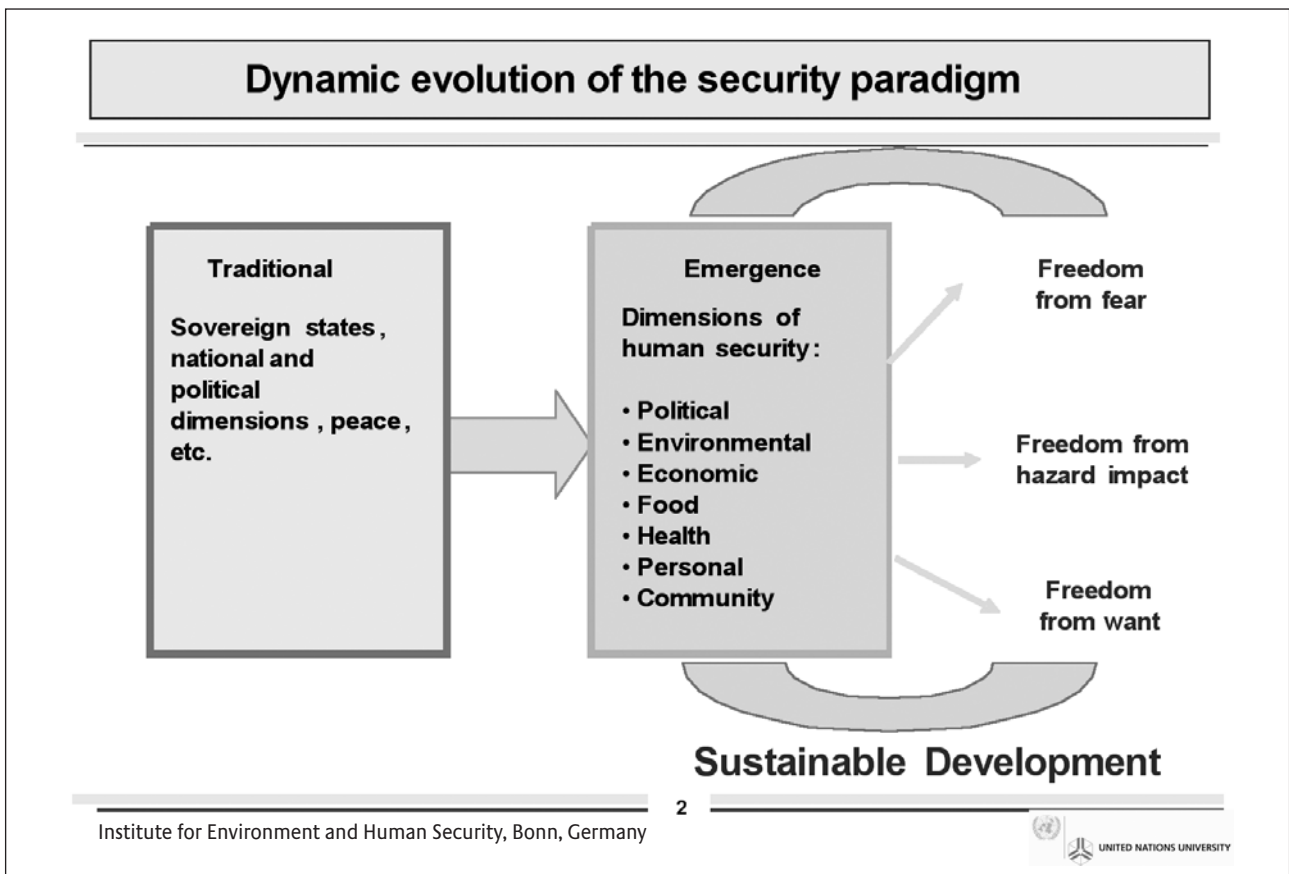 Dynamic evolution of the security paradigm
Traditional
Sovereign states,
national and
political
dimensions, peace,
etc.
Emergence
Dimensions of
human security:
• Political
• Environmental
• Economic
• Food
• Health
• Personal
• Community
Freedom
from fear
Freedom from
hazard impact
Freedom
from want
Sustainable Development
2
Institute for Environment and Human Security, Bonn, Germany
UNITED NATIONS UNIVERSITY